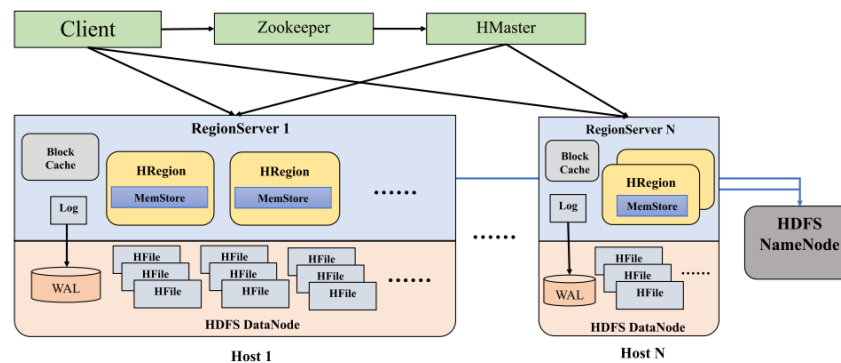 Client
Zookeeper
HMaster
RegionServer 1
Block
Cache
HRegion
MemStore
HRegion
MemStore
......
Log
WAL
HFile
HFile
HFile
HFile
HFile
HFile
HFile
HFile
HFile
......
HDFS DataNode
Host 1
......
RegionServer N
Block
Cache
HRegion
MemStore
Log
WAL
HFile
HFile
HFile
......
HDFS DataNode
Host N
HDFS
NameNode